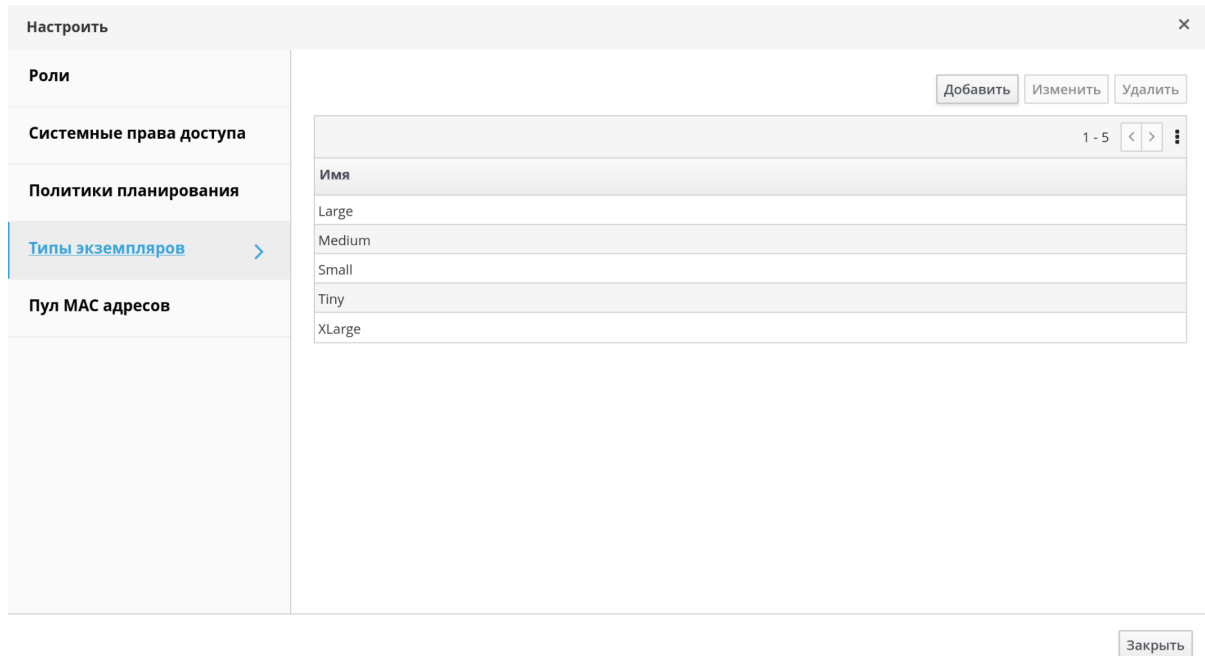 Настроить
Роли
Системные права доступа
Политики планирования
Типы экземпляров
Пул MAC адресов
Добавить Изменить Удалить
1 - 5
Имя
Large
Medium
Small
Tiny
XLarge
Закрыть